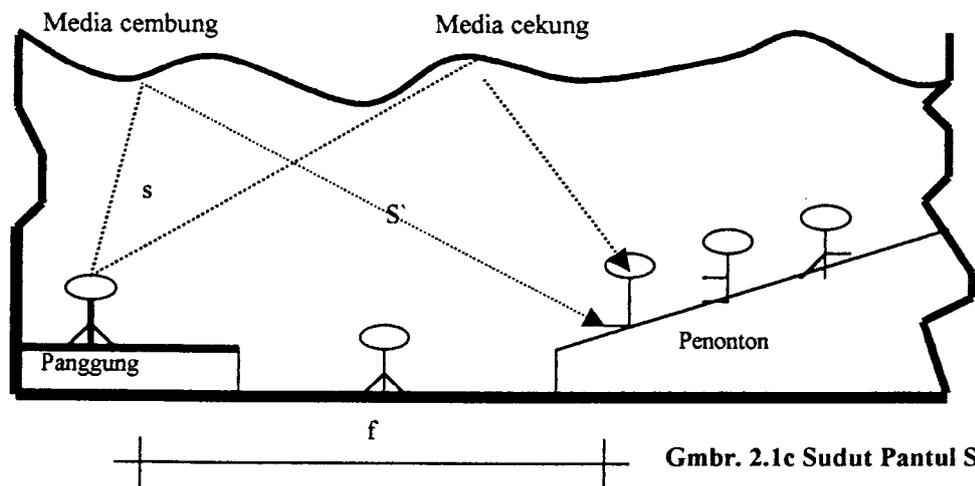 Media cembung
Media cekung
s
S`
Panggung
Penonton
f
Gmbr. 2.1c Sudut Pantul S